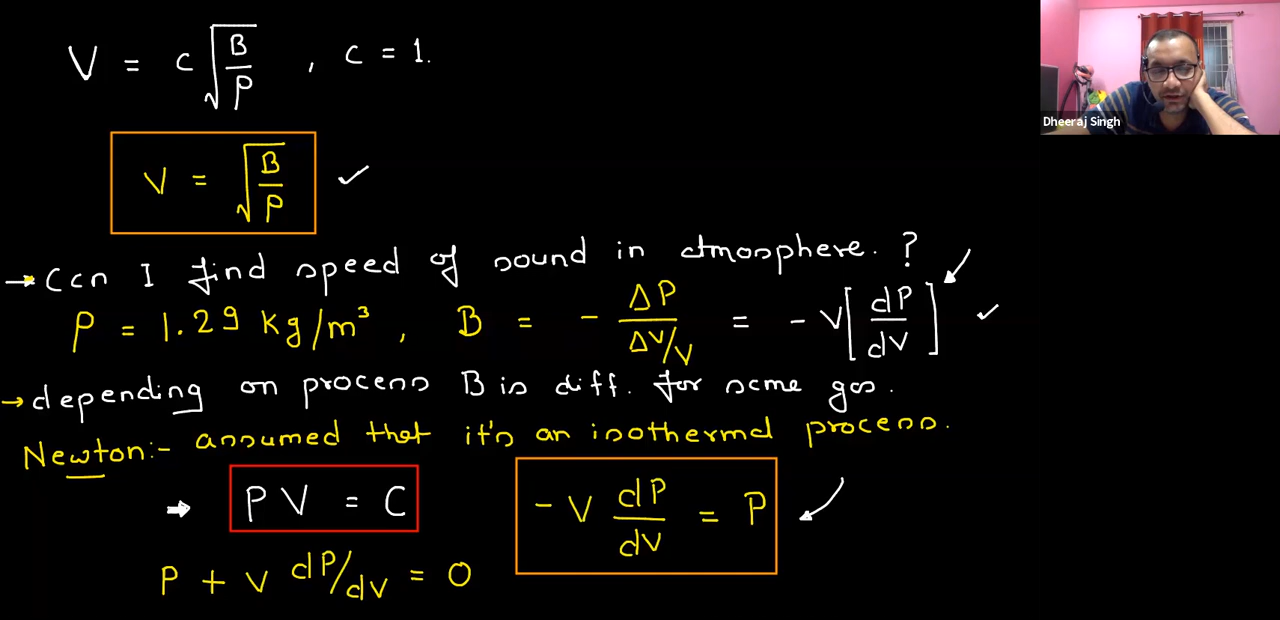 V = c√(B/ρ) , c = 1.
Dheeraj Singh
V = √(B/ρ) ✓
→ Can I find speed of sound in atmosphere. ?
ρ = 1.29 kg/m³ , B = - ΔP/(ΔV/V) = - V[dP/dV] ✓
→ depending on process B is diff. for same gas.
Newton:- assumed that it's an isothermal process.
→ PV = C
- V dP/dV = P
P + V dP/dV = 0